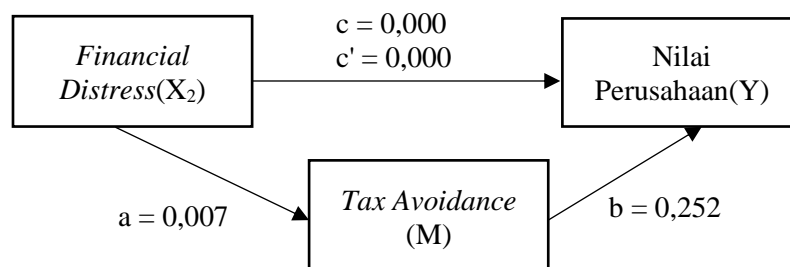 c = 0,000
c' = 0,000
Financial
Distress(X₂)
Nilai
Perusahaan(Y)
a = 0,007
Tax Avoidance
(M)
b = 0,252